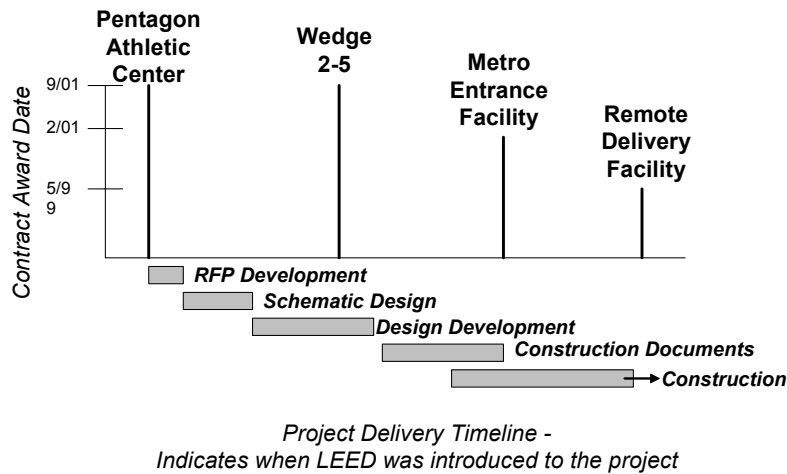 Pentagon
Athletic
Center
Wedge
2-5
Metro
Entrance
Facility
Remote
Delivery
Facility
Contract Award Date
9/01
2/01
5/9
9
RFP Development
Schematic Design
Design Development
Construction Documents
Construction
Project Delivery Timeline -
Indicates when LEED was introduced to the project